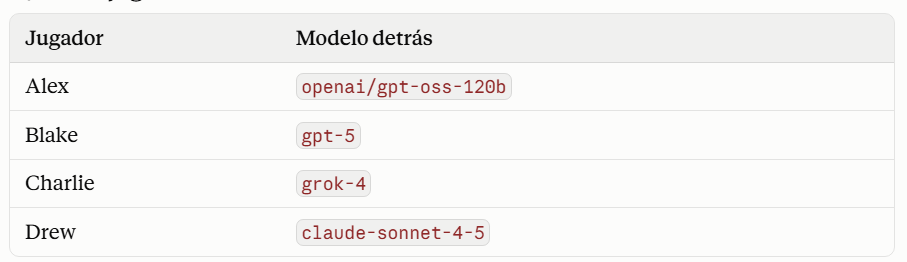 Jugador Modelo detrás
Alex openai/gpt-oss-120b
Blake gpt-5
Charlie grok-4
Drew claude-sonnet-4-5